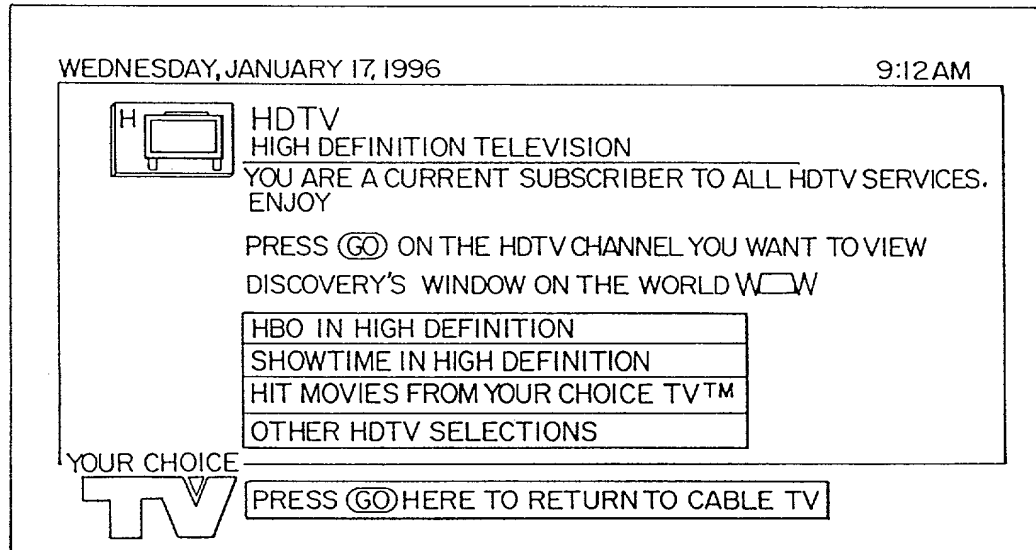 WEDNESDAY, JANUARY 17, 1996 9:12 AM
H
HDTV
HIGH DEFINITION TELEVISION
YOU ARE A CURRENT SUBSCRIBER TO ALL HDTV SERVICES.
ENJOY
PRESS GO ON THE HDTV CHANNEL YOU WANT TO VIEW
DISCOVERY'S WINDOW ON THE WORLD WOW
HBO IN HIGH DEFINITION
SHOWTIME IN HIGH DEFINITION
HIT MOVIES FROM YOUR CHOICE TV™
OTHER HDTV SELECTIONS
YOUR CHOICE
TV
PRESS GO HERE TO RETURN TO CABLE TV